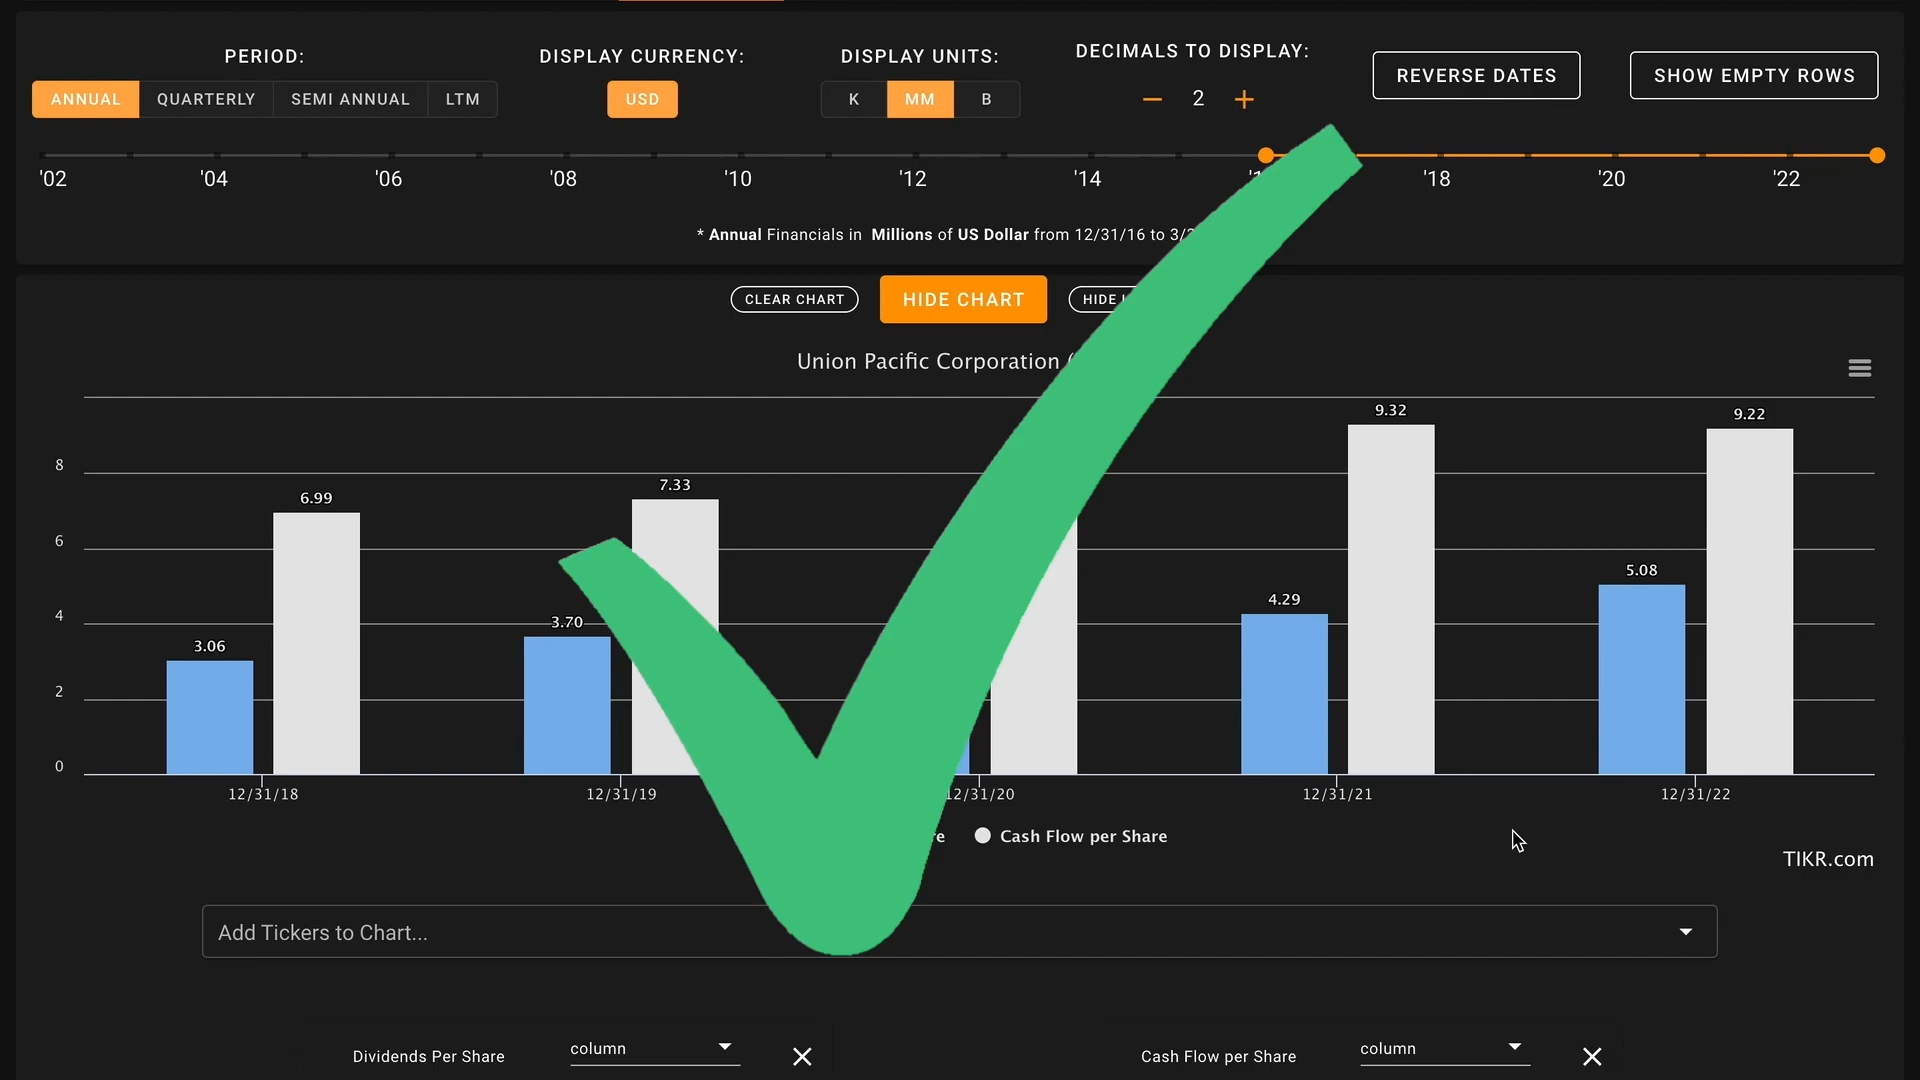 PERIOD:
ANNUAL QUARTERLY SEMI ANNUAL LTM
DISPLAY CURRENCY:
USD
DISPLAY UNITS:
K MM B
DECIMALS TO DISPLAY:
2
REVERSE DATES
SHOW EMPTY ROWS
'02 '04 '06 '08 '10 '12 '14 '18 '20 '22
* Annual Financials in Millions of US Dollar from 12/31/16 to
CLEAR CHART HIDE CHART HIDE
Union Pacific Corporation
8
6
4
2
0
3.06 6.99 3.70 7.33 4.29 9.32 5.08 9.22
12/31/18 12/31/19 12/31/20 12/31/21 12/31/22
Cash Flow per Share
TIKR.com
Add Tickers to Chart...
Dividends Per Share column Cash Flow per Share column